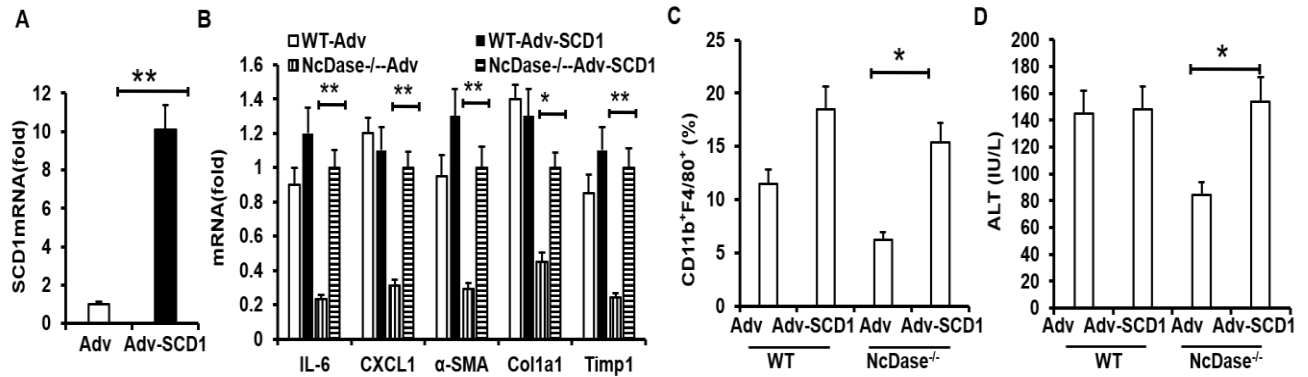 A
SCD1mRNA(fold)
12
10
8
6
4
2
0
**
Adv
Adv-SCD1
B
WT-Adv
WT-Adv-SCD1
NcDase-/--Adv
NcDase-/--Adv-SCD1
mRNA(fold)
1.6
1.4
1.2
1
0.8
0.6
0.4
0.2
0
**
**
**
*
**
IL-6
CXCL1
α-SMA
Col1a1
Timp1
C
CD11b⁺F4/80⁺ (%)
25
20
15
10
5
0
*
Adv Adv-SCD1 Adv Adv-SCD1
WT NcDase⁻/⁻
D
ALT (IU/L)
200
180
160
140
120
100
80
60
40
20
0
*
Adv Adv-SCD1 Adv Adv-SCD1
WT NcDase⁻/⁻